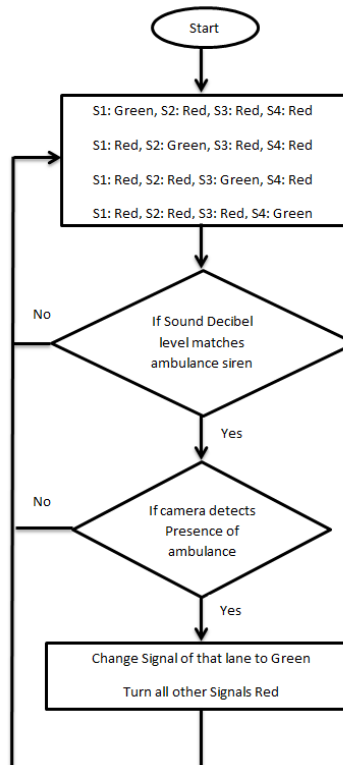 Start
S1: Green, S2: Red, S3: Red, S4: Red
S1: Red, S2: Green, S3: Red, S4: Red
S1: Red, S2: Red, S3: Green, S4: Red
S1: Red, S2: Red, S3: Red, S4: Green
No
If Sound Decibel
level matches
ambulance siren
Yes
No
If camera detects
Presence of
ambulance
Yes
Change Signal of that lane to Green
Turn all other Signals Red